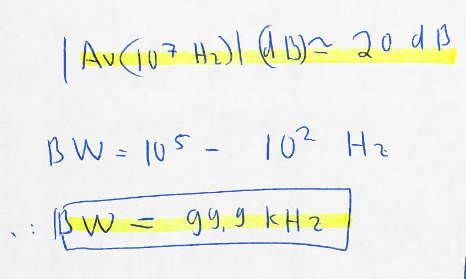 |Av(10⁷ Hz)| (dB) ≃ 20 dB
BW = 10⁵ - 10² Hz
∴ BW = 99,9 kHz